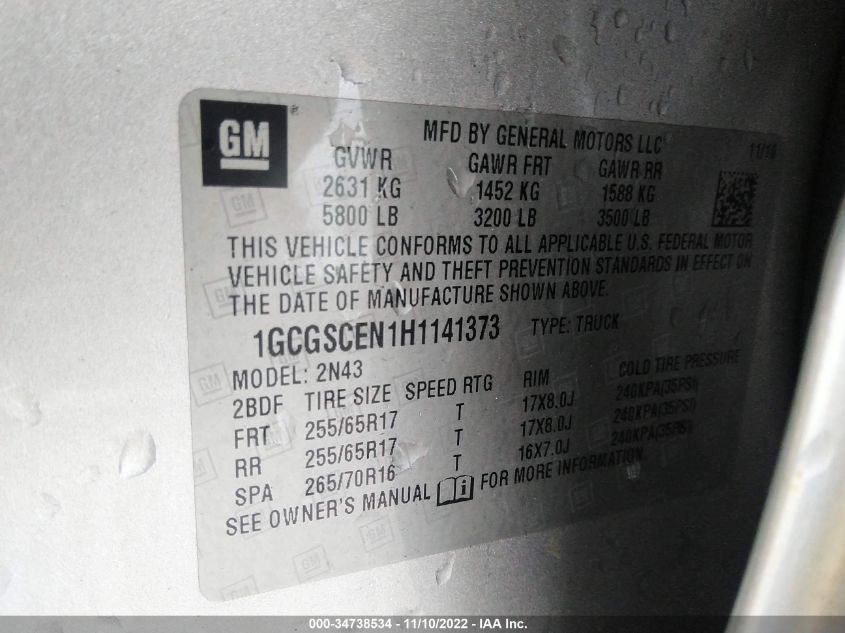 GM®
MFD BY GENERAL MOTORS LLC
11/16
GVWR GAWR FRT GAWR RR
2631 KG 1452 KG 1588 KG
5800 LB 3200 LB 3500 LB
THIS VEHICLE CONFORMS TO ALL APPLICABLE U.S. FEDERAL MOTOR
VEHICLE SAFETY AND THEFT PREVENTION STANDARDS IN EFFECT ON
THE DATE OF MANUFACTURE SHOWN ABOVE.
1GCGSCEN1H1141373 TYPE: TRUCK
MODEL: 2N43
2BDF TIRE SIZE SPEED RTG RIM COLD TIRE PRESSURE
FRT 255/65R17 T 17X8.0J 240KPA(35PSI)
RR 255/65R17 T 17X8.0J 240KPA(35PSI)
SPA 265/70R16 T 16X7.0J 240KPA(35PSI)
SEE OWNER'S MANUAL FOR MORE INFORMATION.
000-34738534 - 11/10/2022 - IAA Inc.